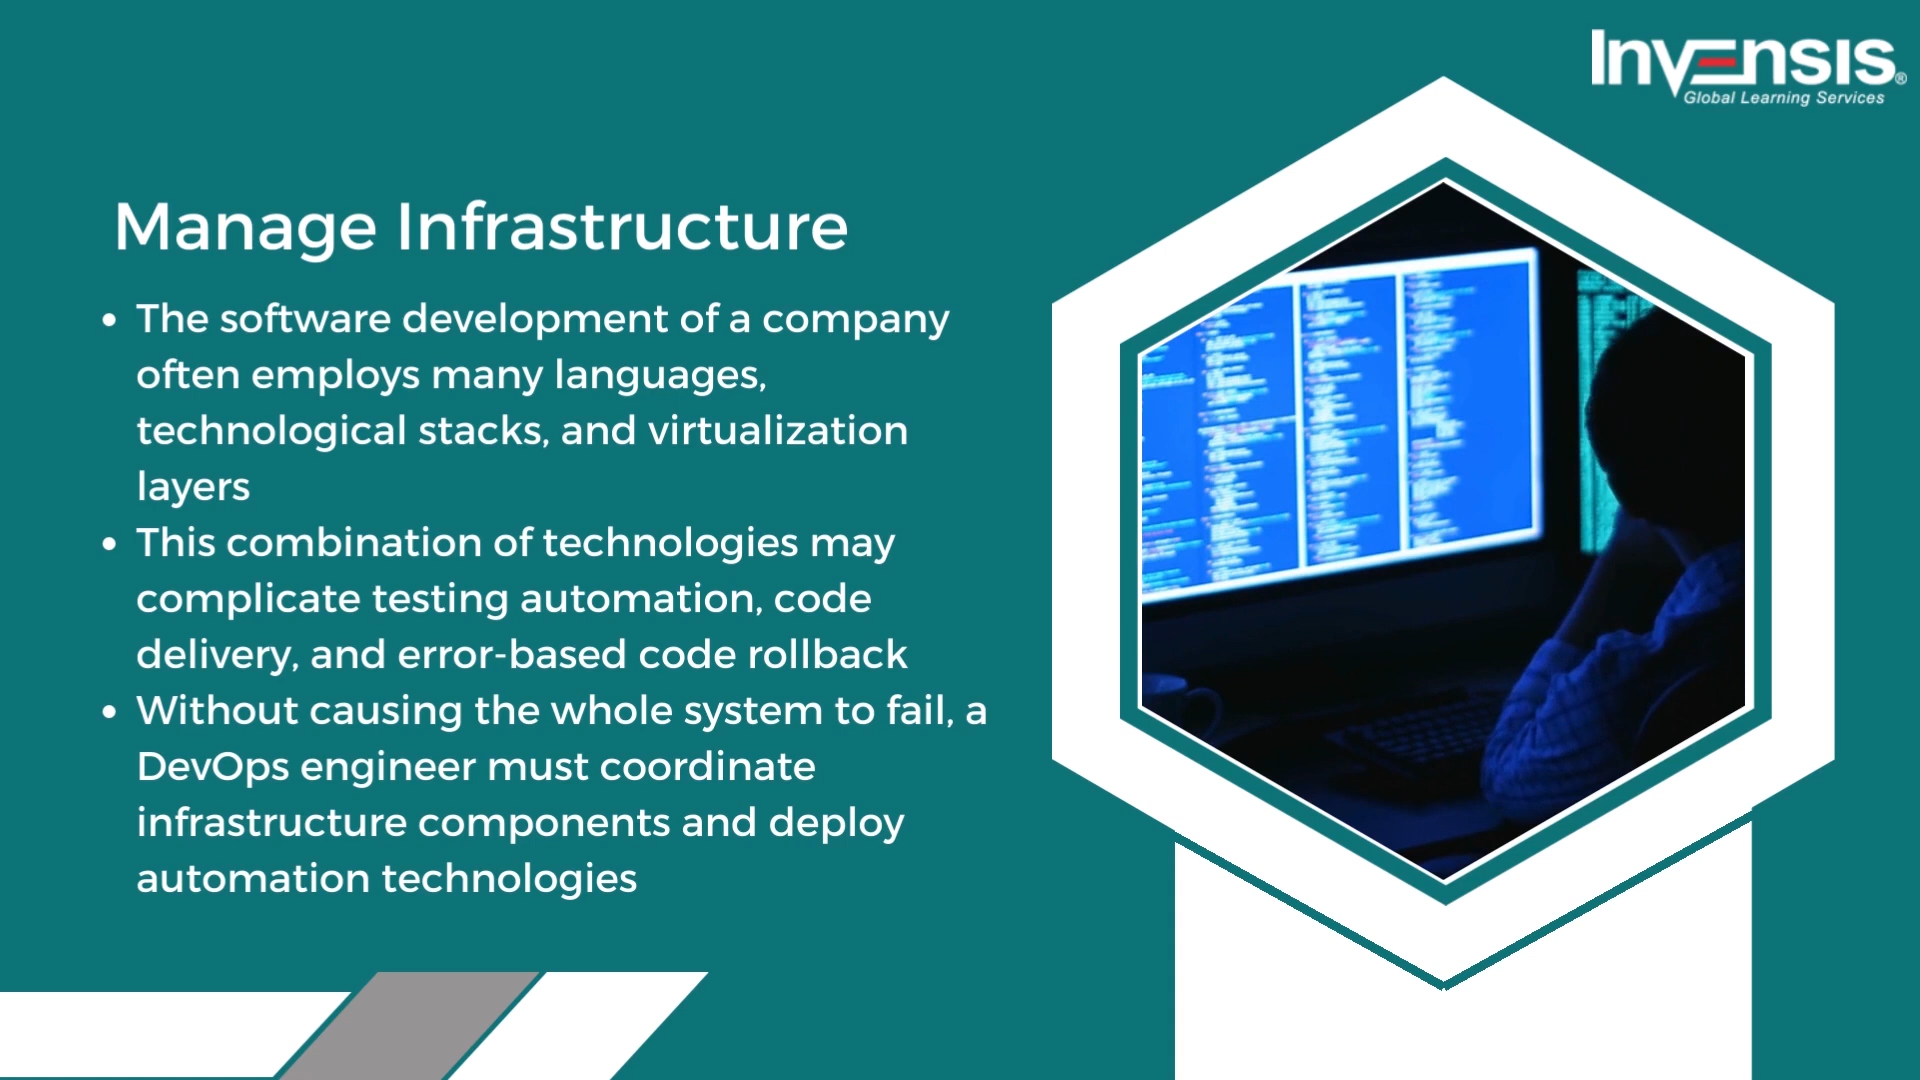 Invensis®
Global Learning Services
Manage Infrastructure
• The software development of a company
often employs many languages,
technological stacks, and virtualization
layers
• This combination of technologies may
complicate testing automation, code
delivery, and error-based code rollback
• Without causing the whole system to fail, a
DevOps engineer must coordinate
infrastructure components and deploy
automation technologies